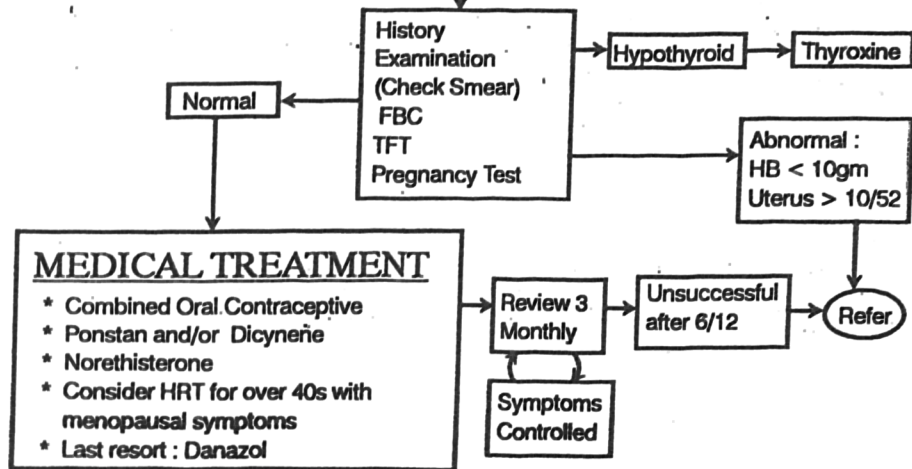 History
Examination
(Check Smear)
FBC
TFT
Pregnancy Test
Hypothyroid
Thyroxine
Normal
Abnormal :
HB < 10gm
Uterus > 10/52
MEDICAL TREATMENT
* Combined Oral Contraceptive
* Ponstan and/or Dicynene
* Norethisterone
* Consider HRT for over 40s with
menopausal symptoms
* Last resort : Danazol
Review 3
Monthly
Unsuccessful
after 6/12
Refer
Symptoms
Controlled